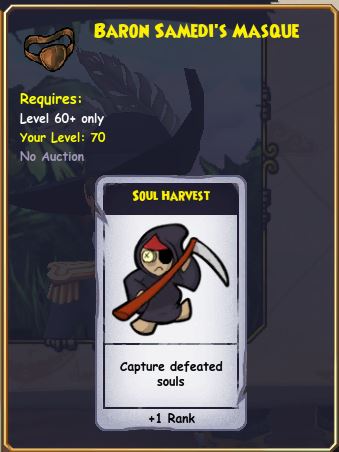 BARON SAMEDI'S MASQUE
Requires:
Level 60+ only
Your Level: 70
No Auction
SOUL HARVEST
Capture defeated
souls
+1 Rank